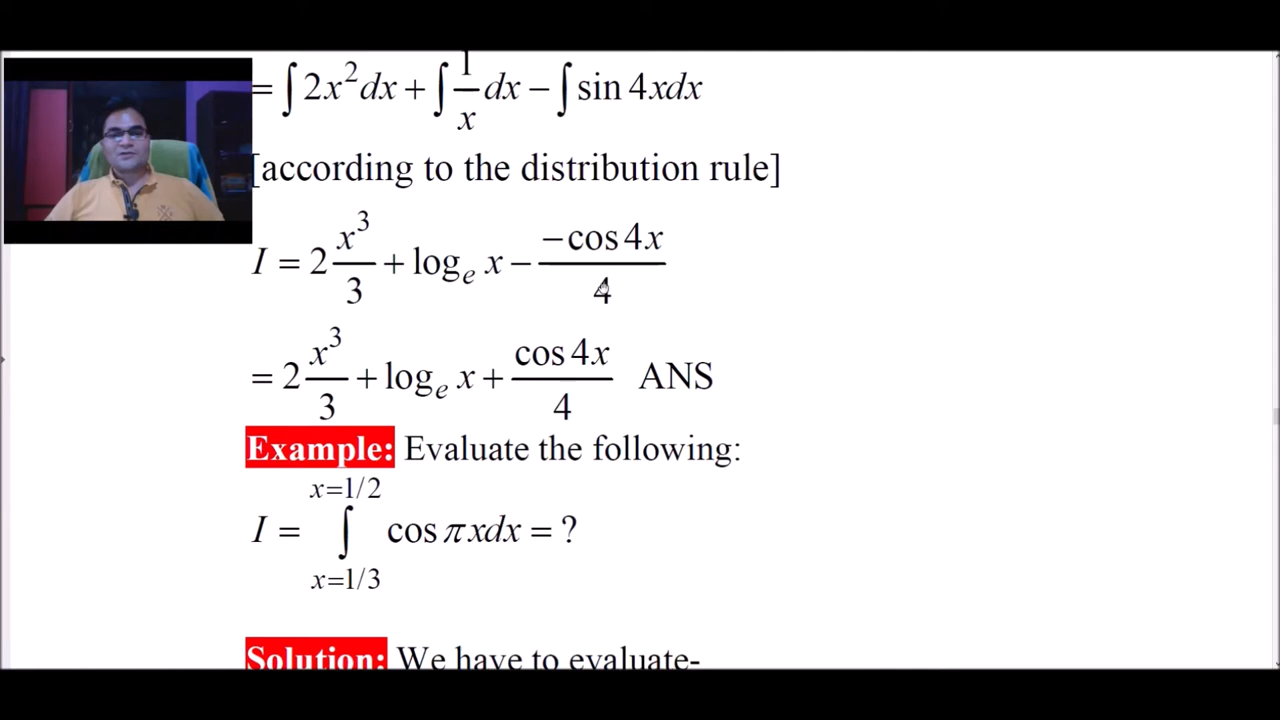 = ∫ 2x² dx + ∫ 1/x dx − ∫ sin 4xdx
[according to the distribution rule]
I = 2 x³/3 + logₑ x − −cos 4x/4
= 2 x³/3 + logₑ x + cos 4x/4 ANS
Example: Evaluate the following:
x=1/2
I = ∫ cos πxdx = ?
x=1/3
Solution: We have to evaluate-